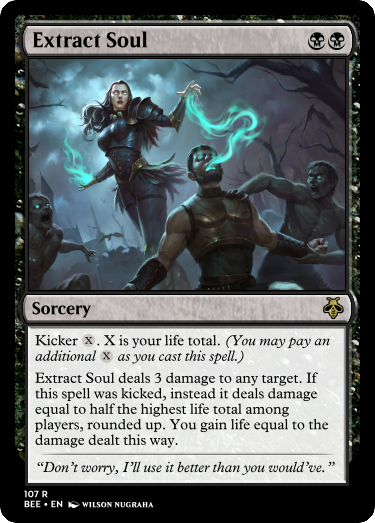 Extract Soul
Sorcery
Kicker X. X is your life total. (You may pay an
additional X as you cast this spell.)
Extract Soul deals 3 damage to any target. If
this spell was kicked, instead it deals damage
equal to half the highest life total among
players, rounded up. You gain life equal to the
damage dealt this way.
“Don’t worry, I’ll use it better than you would’ve.”
107 R
BEE • EN WILSON NUGRAHA